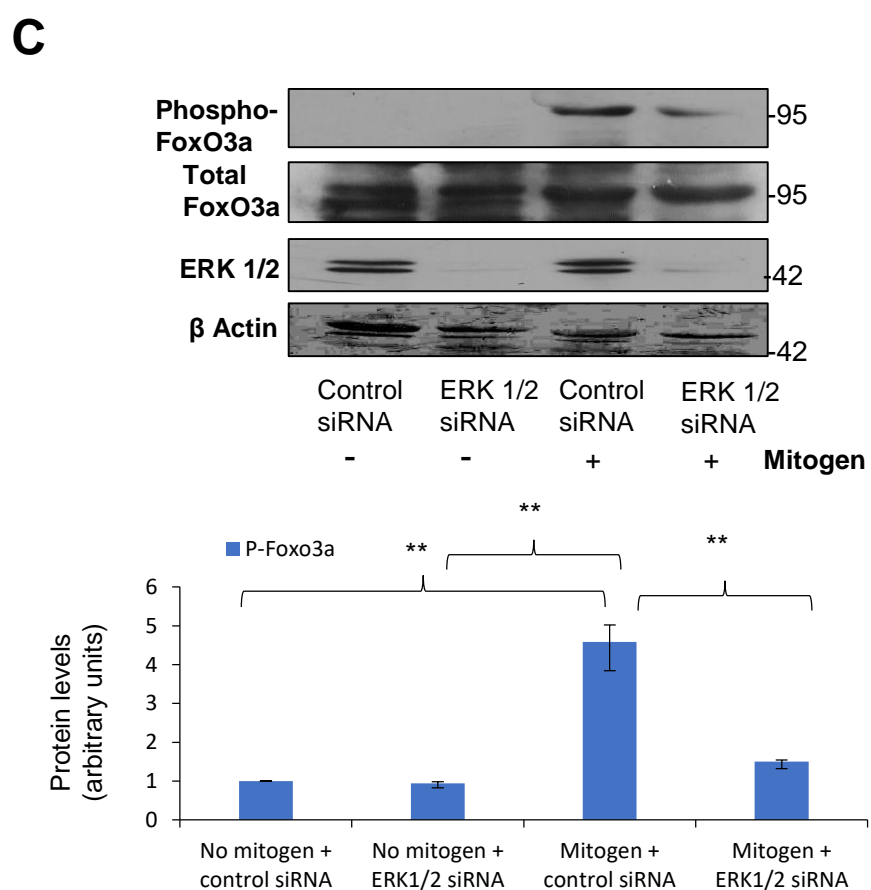 C
Phospho-
FoxO3a
-95
Total
FoxO3a
-95
ERK 1/2
-42
β Actin
-42
Control
siRNA
ERK 1/2
siRNA
Control
siRNA
ERK 1/2
siRNA
- - + + Mitogen
** ** **
P-Foxo3a
Protein levels
(arbitrary units)
6
5
4
3
2
1
0
No mitogen +
control siRNA
No mitogen +
ERK1/2 siRNA
Mitogen +
control siRNA
Mitogen +
ERK1/2 siRNA